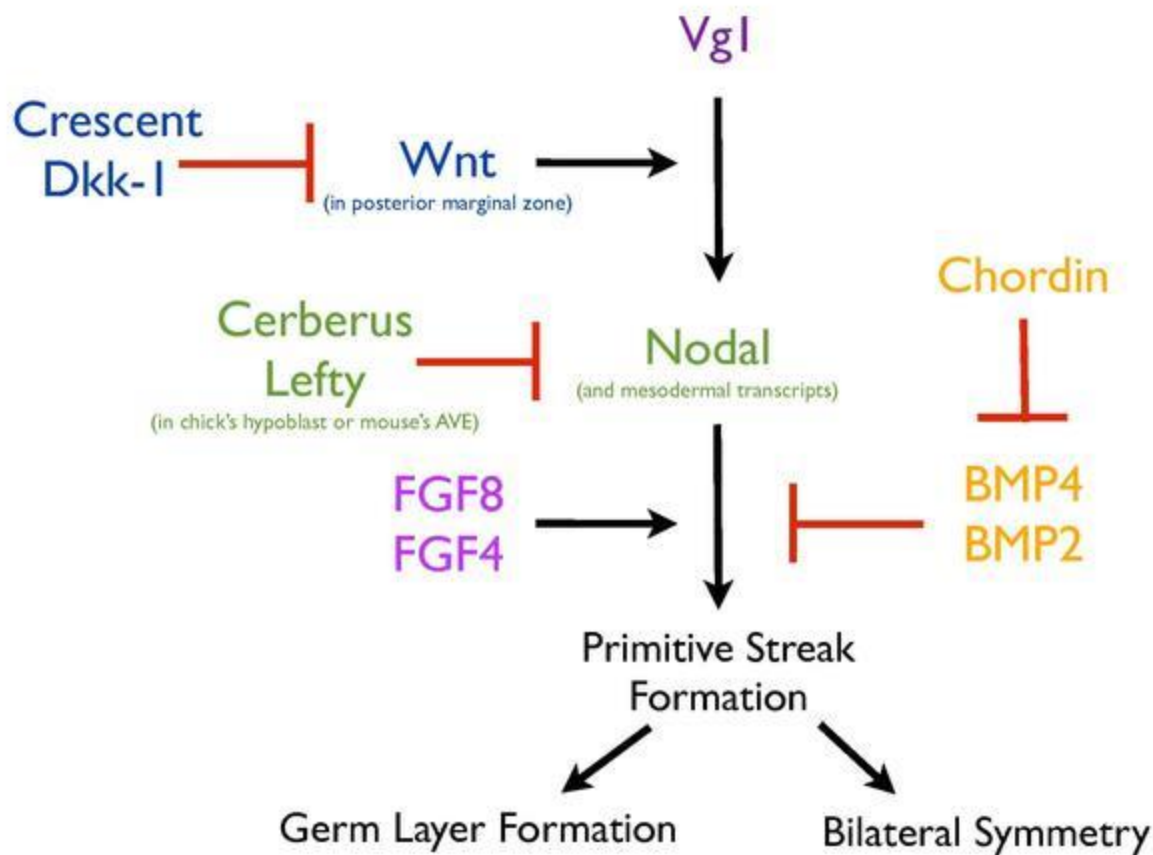 Vg1
Crescent
Dkk-1
Wnt
(in posterior marginal zone)
Chordin
Cerberus
Lefty
(in chick's hypoblast or mouse's AVE)
Nodal
(and mesodermal transcripts)
FGF8
FGF4
BMP4
BMP2
Primitive Streak
Formation
Germ Layer Formation
Bilateral Symmetry